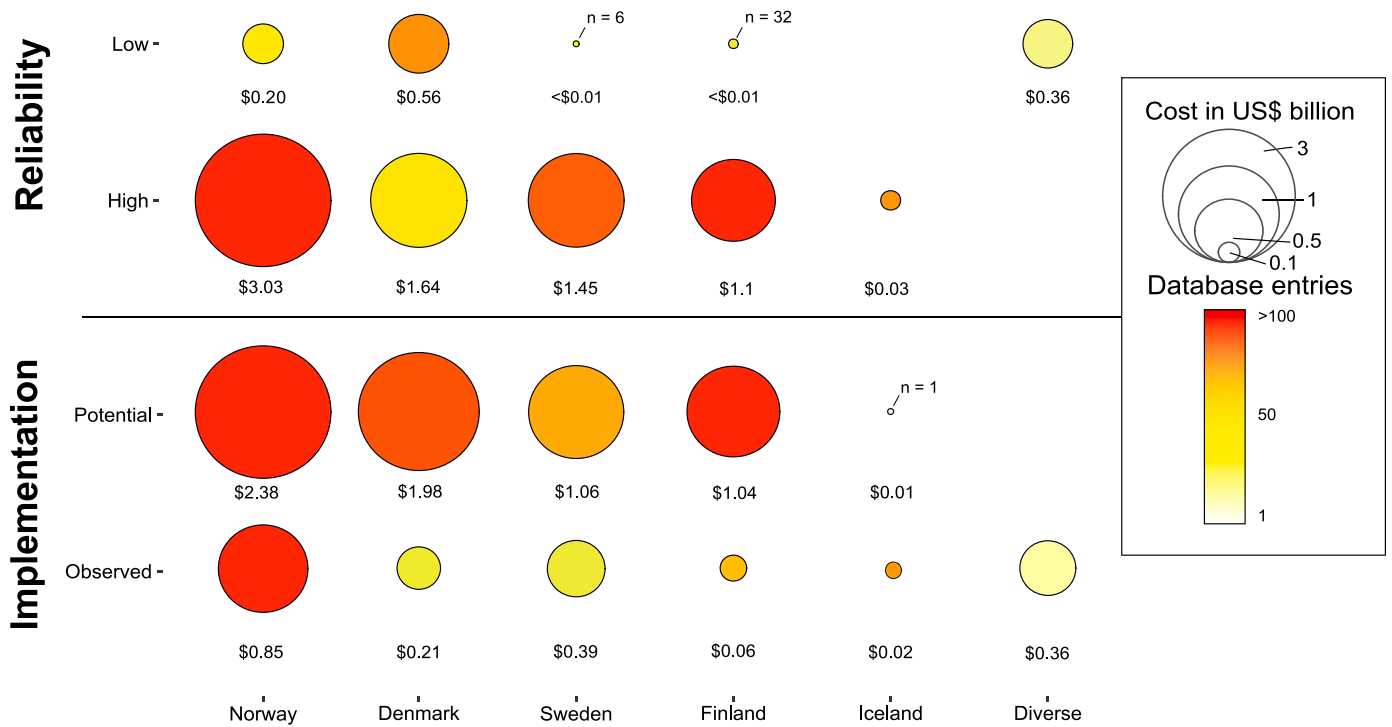 Reliability
Low
n = 6
n = 32
$0.20
$0.56
<$0.01
<$0.01
$0.36
High
$3.03
$1.64
$1.45
$1.1
$0.03
Cost in US$ billion
3
1
0.5
0.1
Database entries
>100
50
1
Implementation
Potential
n = 1
$2.38
$1.98
$1.06
$1.04
$0.01
Observed
$0.85
$0.21
$0.39
$0.06
$0.02
$0.36
Norway
Denmark
Sweden
Finland
Iceland
Diverse